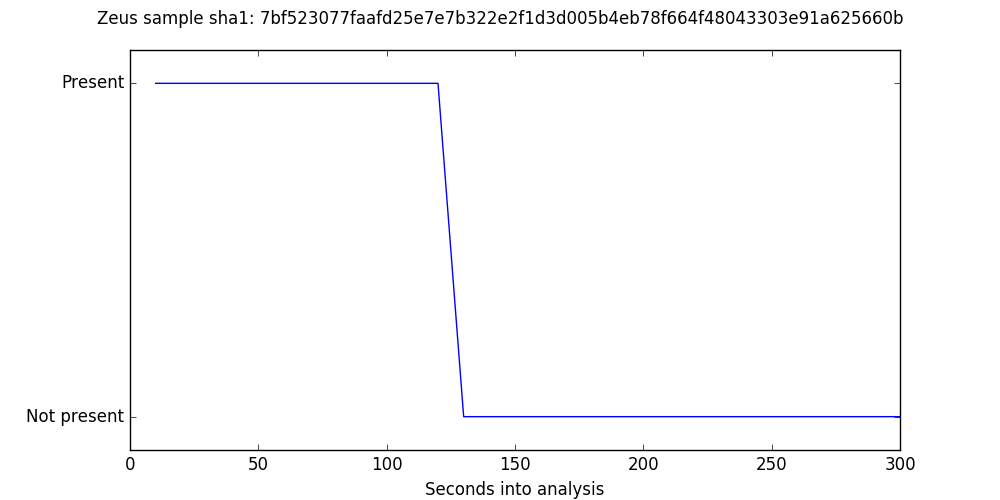 Zeus sample sha1: 7bf523077faafd25e7e7b322e2f1d3d005b4eb78f664f48043303e91a625660b
Present
Not present
0 50 100 150 200 250 300
Seconds into analysis